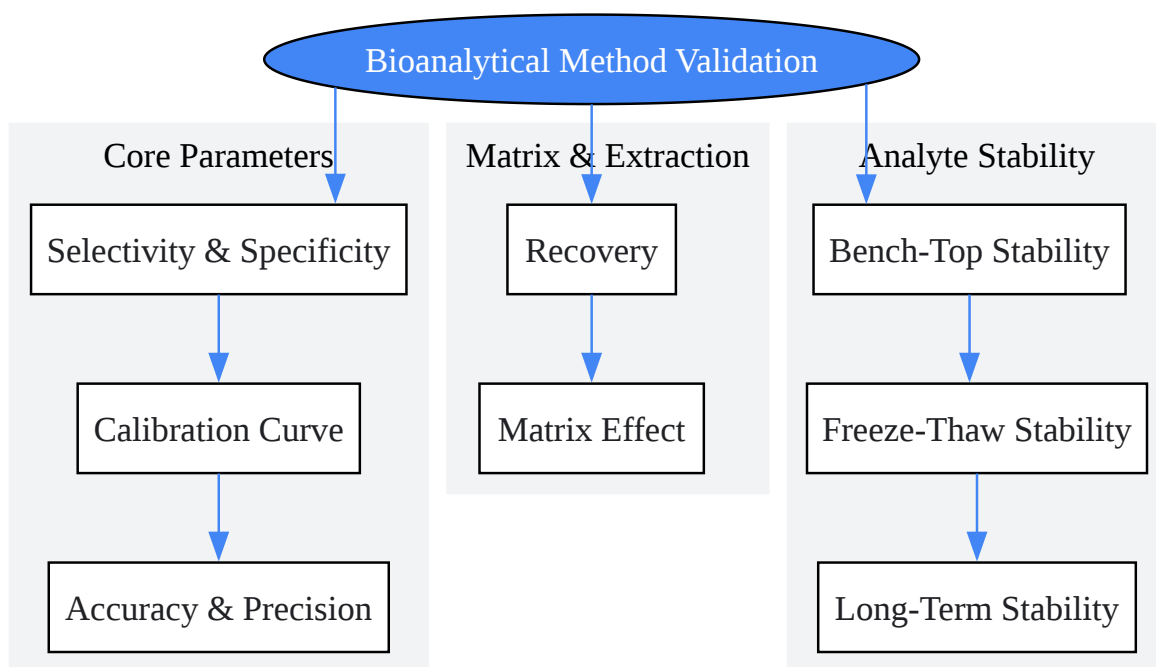 Bioanalytical Method Validation
Core Parameters
Selectivity & Specificity
Calibration Curve
Accuracy & Precision
Matrix & Extraction
Recovery
Matrix Effect
Analyte Stability
Bench-Top Stability
Freeze-Thaw Stability
Long-Term Stability